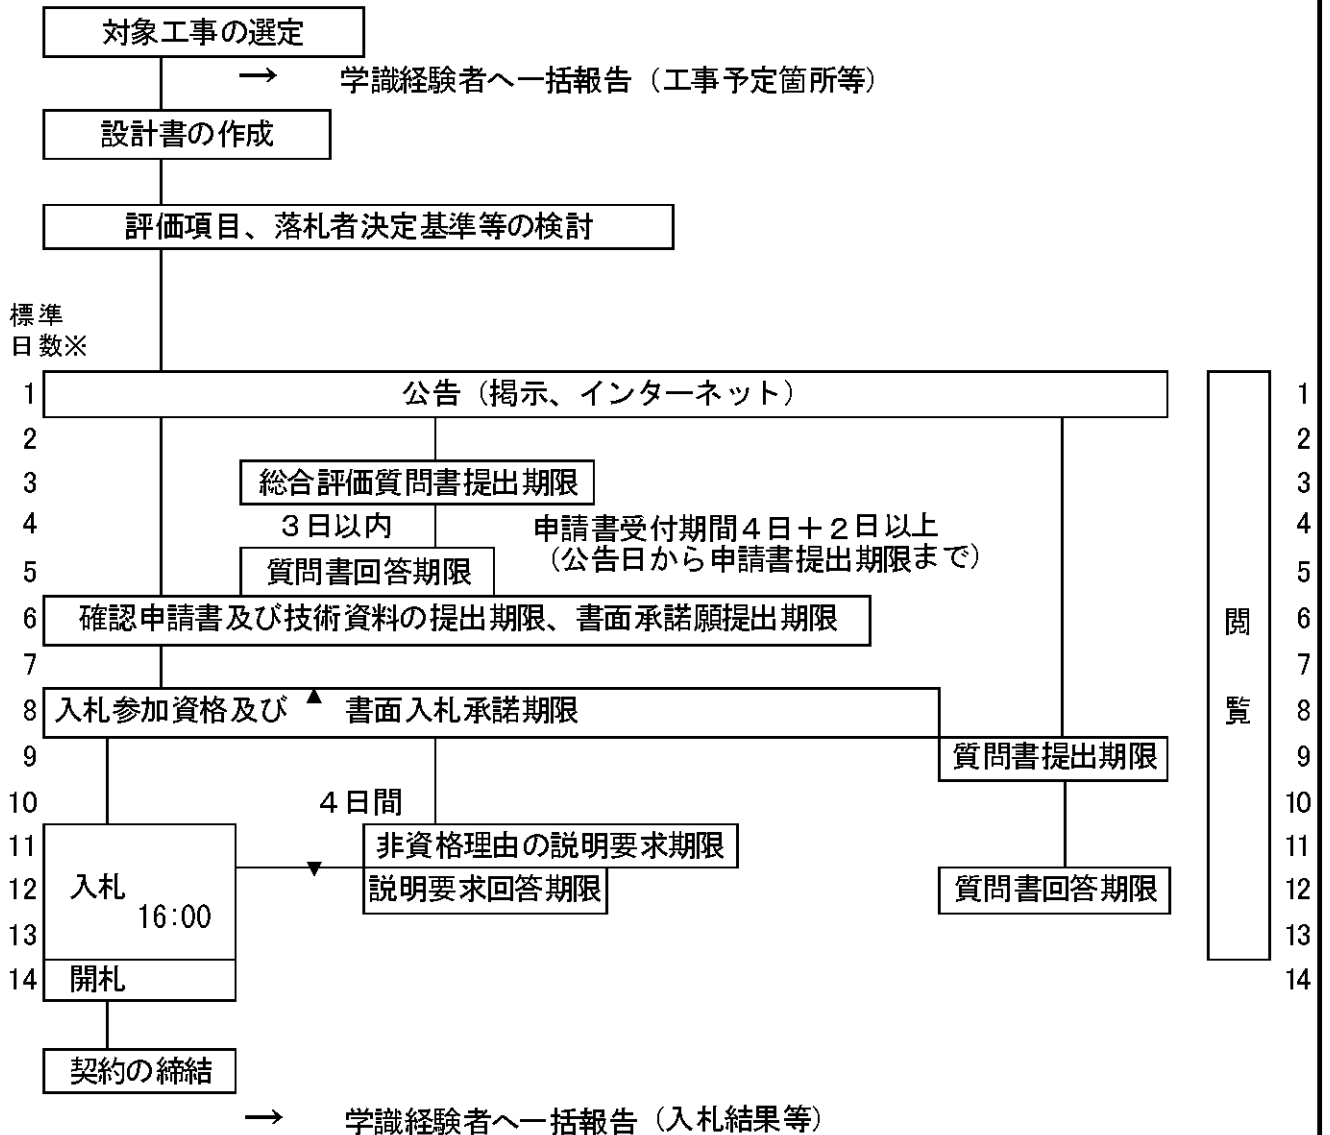 対象工事の選定
→ 学識経験者へ一括報告（工事予定箇所等）
設計書の作成
評価項目、落札者決定基準等の検討
標準
日数※
1 公告（掲示、インターネット） 1
2 2
3 総合評価質問書提出期限 3
4 ３日以内 申請書受付期間４日＋２日以上 4
（公告日から申請書提出期限まで）
5 質問書回答期限 5
6 確認申請書及び技術資料の提出期限、書面承諾願提出期限 閲 6
7 7
8 入札参加資格及び ▲ 書面入札承諾期限 覧 8
9 質問書提出期限 9
10 ４日間 10
11 非資格理由の説明要求期限 11
12 入札 ▼ 説明要求回答期限 質問書回答期限 12
16:00
13 13
14 開札 14
契約の締結
→ 学識経験者へ一括報告（入札結果等）